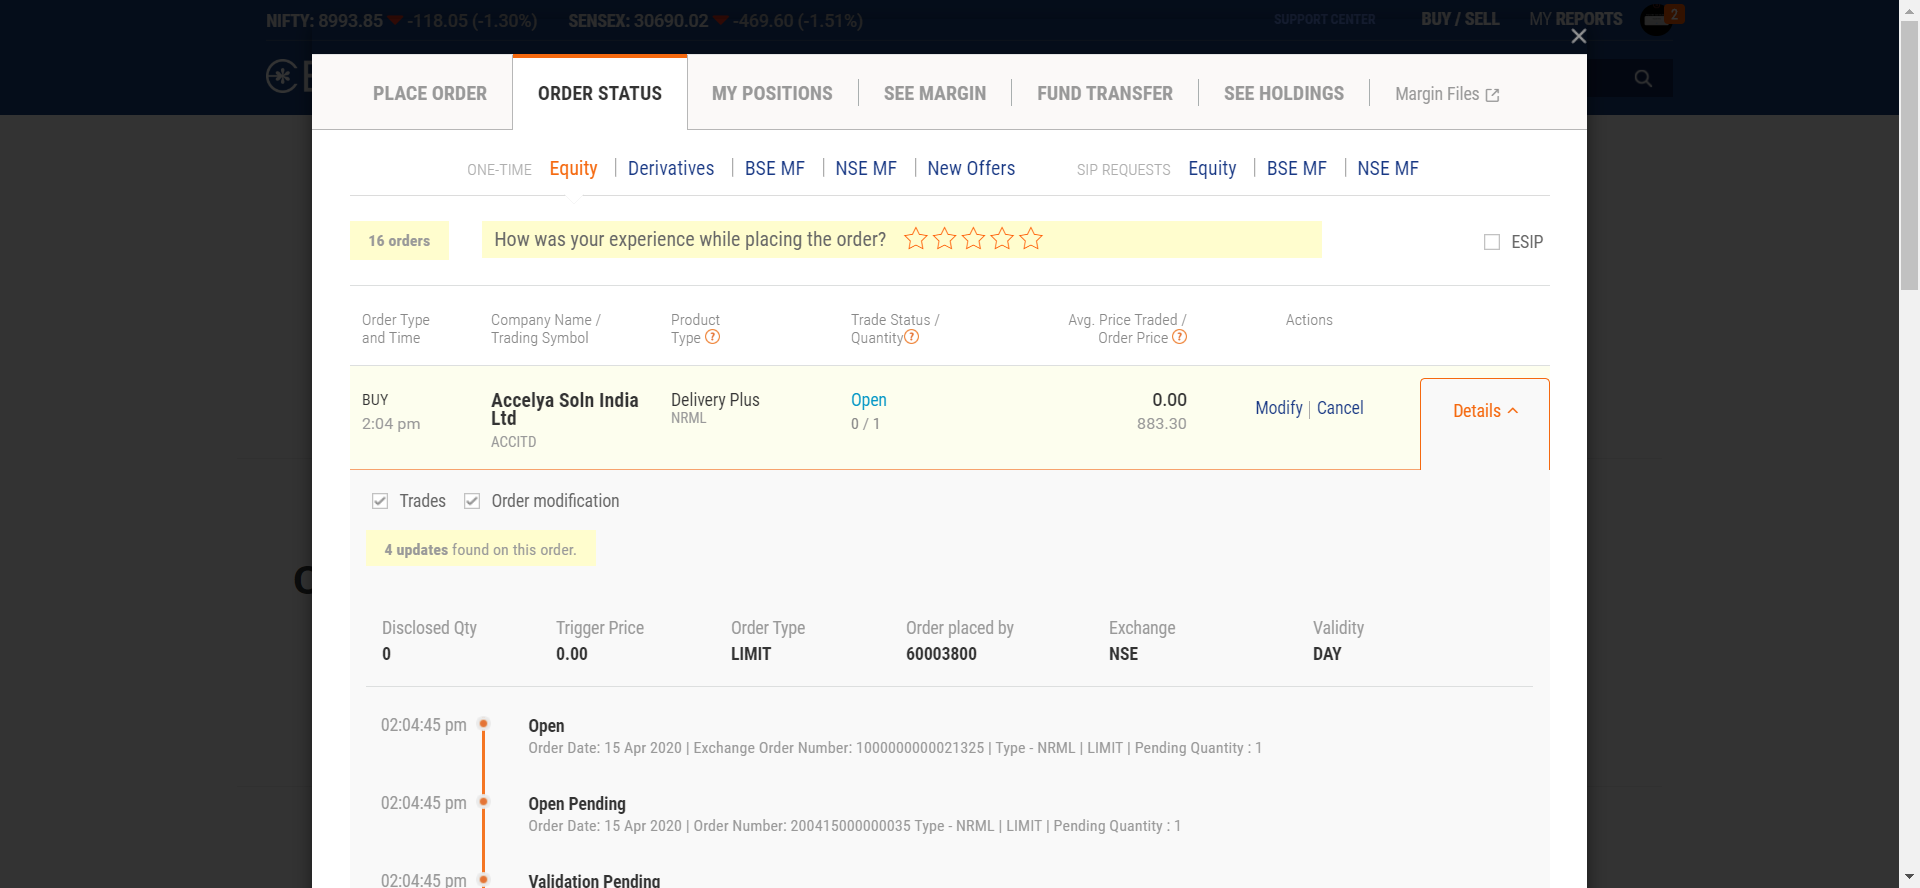 NIFTY: 8993.85 -118.05 (-1.30%) SENSEX: 30690.02 -469.60 (-1.51%) SUPPORT CENTER BUY / SELL MY REPORTS 2
PLACE ORDER ORDER STATUS MY POSITIONS SEE MARGIN FUND TRANSFER SEE HOLDINGS Margin Files
ONE-TIME Equity Derivatives BSE MF NSE MF New Offers SIP REQUESTS Equity BSE MF NSE MF
16 orders How was your experience while placing the order? ESIP
Order Type Company Name / Product Trade Status / Avg. Price Traded / Actions
and Time Trading Symbol Type ? Quantity ? Order Price ?
BUY Accelya Soln India Delivery Plus Open 0.00 Modify | Cancel Details
2:04 pm Ltd NRML 0 / 1 883.30
ACCITD
Trades Order modification
4 updates found on this order.
Disclosed Qty Trigger Price Order Type Order placed by Exchange Validity
0 0.00 LIMIT 60003800 NSE DAY
02:04:45 pm Open
Order Date: 15 Apr 2020 | Exchange Order Number: 1000000000021325 | Type - NRML | LIMIT | Pending Quantity : 1
02:04:45 pm Open Pending
Order Date: 15 Apr 2020 | Order Number: 200415000000035 Type - NRML | LIMIT | Pending Quantity : 1
02:04:45 pm Validation Pending